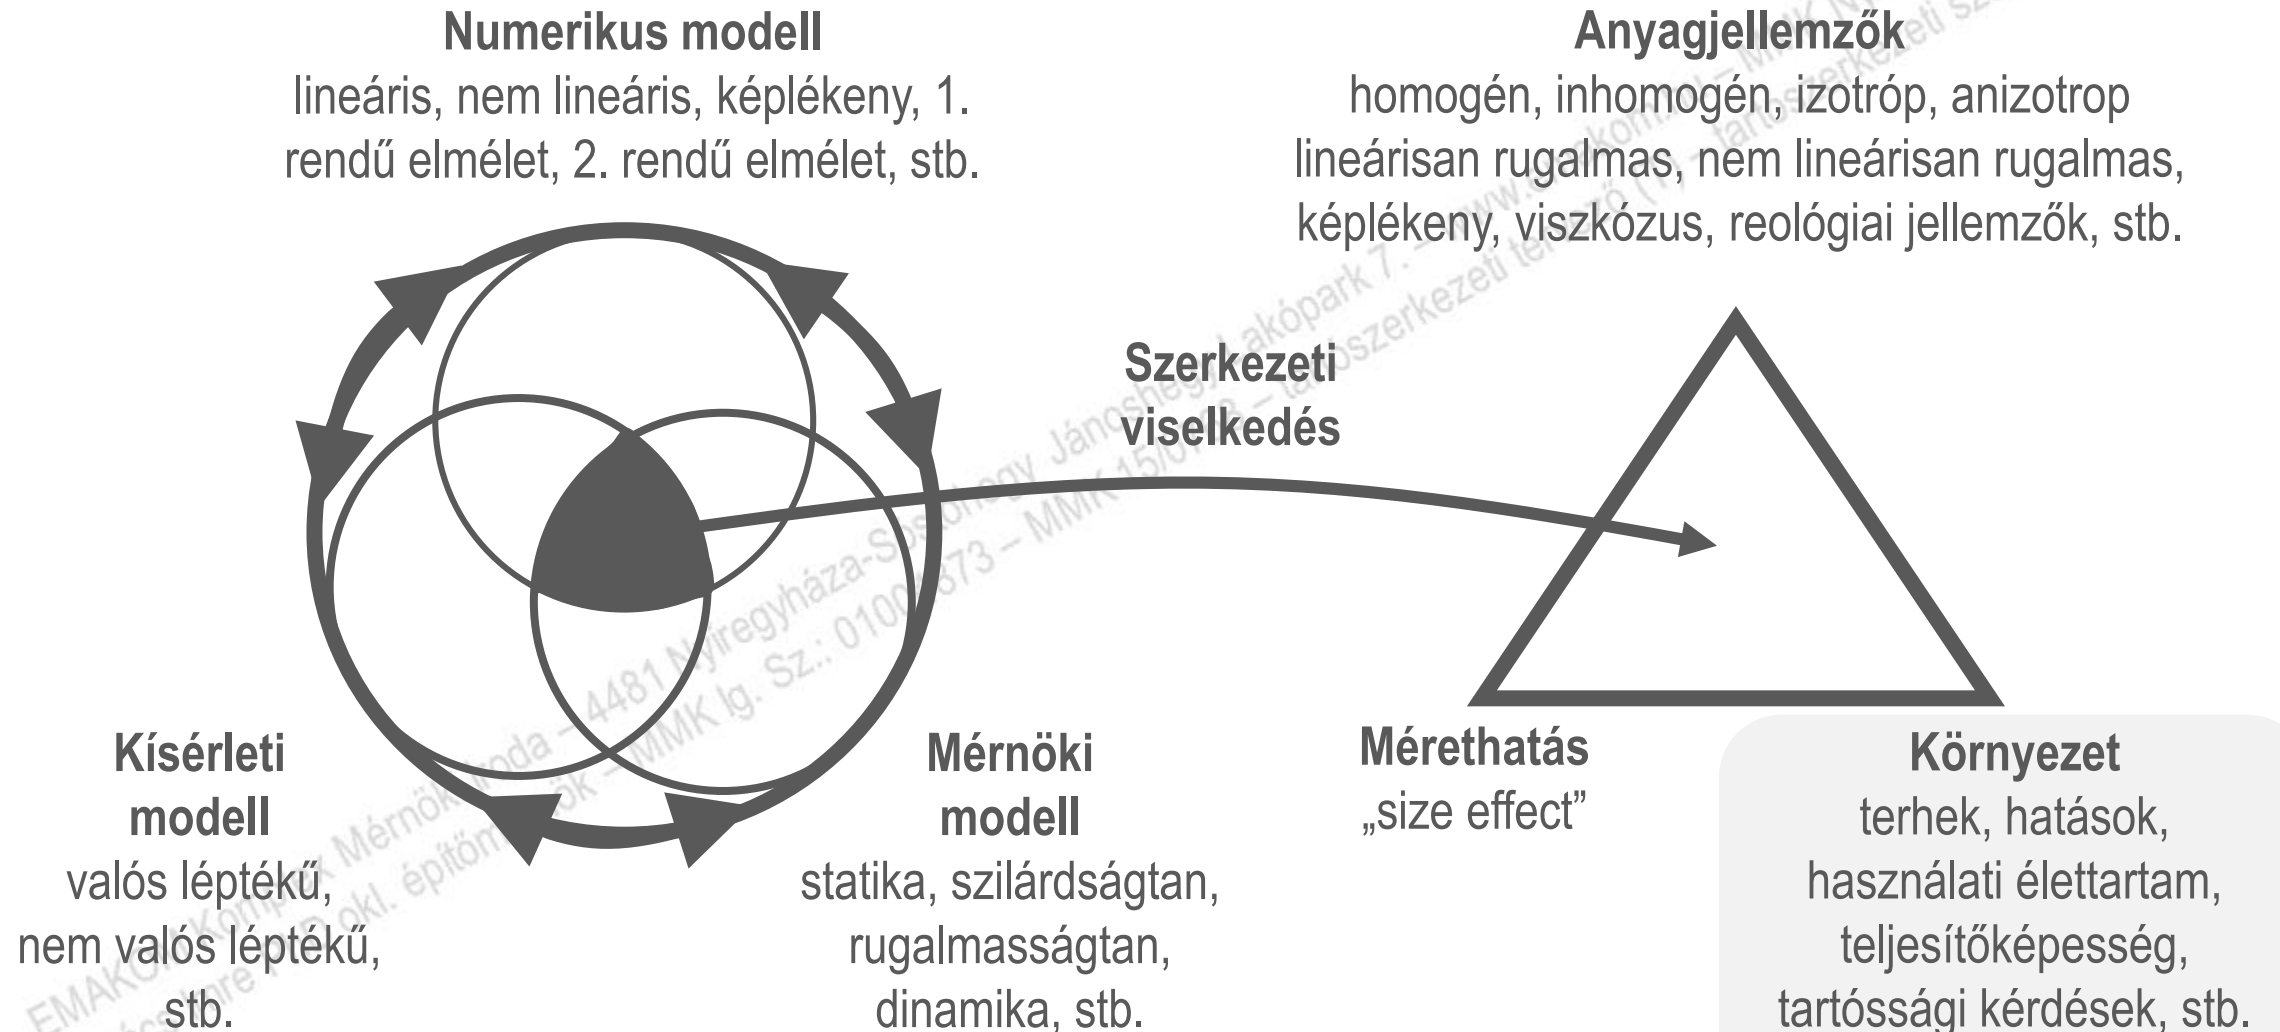 Numerikus modell
lineáris, nem lineáris, képlékeny, 1.
rendű elmélet, 2. rendű elmélet, stb.
Anyagjellemzők
homogén, inhomogén, izotróp, anizotrop
lineárisan rugalmas, nem lineárisan rugalmas,
képlékeny, viszkózus, reológiai jellemzők, stb.
Szerkezeti
viselkedés
Kísérleti
modell
valós léptékű,
nem valós léptékű,
stb.
Mérnöki
modell
statika, szilárdságtan,
rugalmasságtan,
dinamika, stb.
Mérethatás
„size effect”
Környezet
terhek, hatások,
használati élettartam,
teljesítőképesség,
tartóssági kérdések, stb.